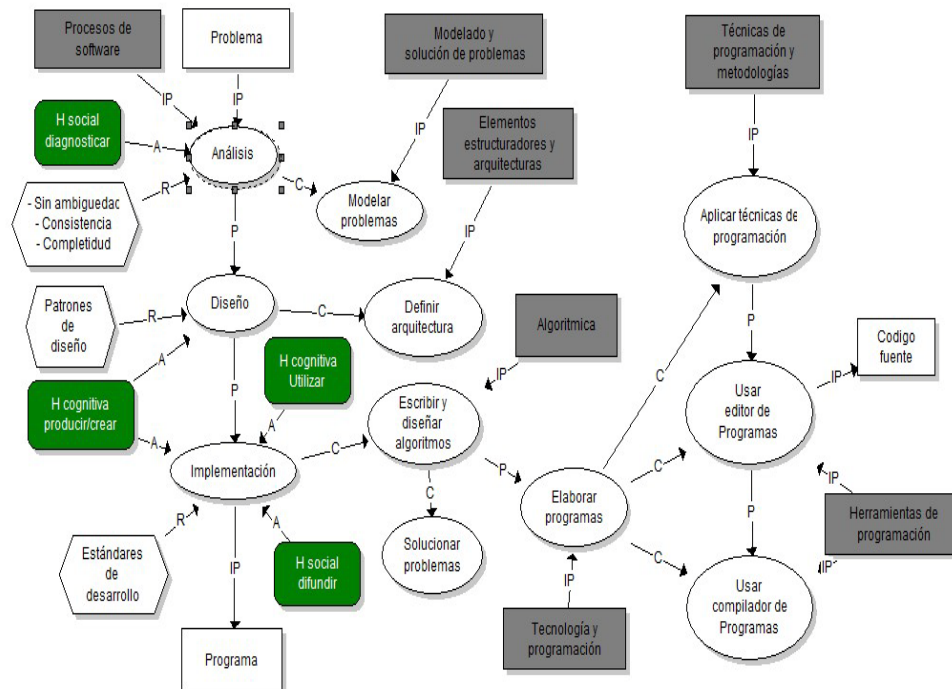 Procesos de
software
Problema
Modelado y
solución de problemas
Técnicas de
programación y
metodologías
IP
IP
H social
diagnosticar
A
Análisis
IP
Elementos
estructuradores y
arquitecturas
IP
R
C
- Sin ambiguedac
- Consistencia
- Completidud
Modelar
problemas
Aplicar técnicas de
programación
P
IP
Patrones
de
diseño
R
Diseño
C
Definir
arquitectura
Algoritmica
P
Codigo
fuente
A
H cognitiva
Utilizar
IP
C
IP
H cognitiva
producir/crear
P
Escribir y
diseñar
algoritmos
Usar
editor de
Programas
A
A
C
Implementación
P
C
Elaborar
programas
IP
R
A
C
P
Herramientas de
programación
Estándares
de
desarrollo
H social
difundir
Solucionar
problemas
C
IP
IP
IP
Usar
compilador de
Programas
Programa
Tecnología y
programación